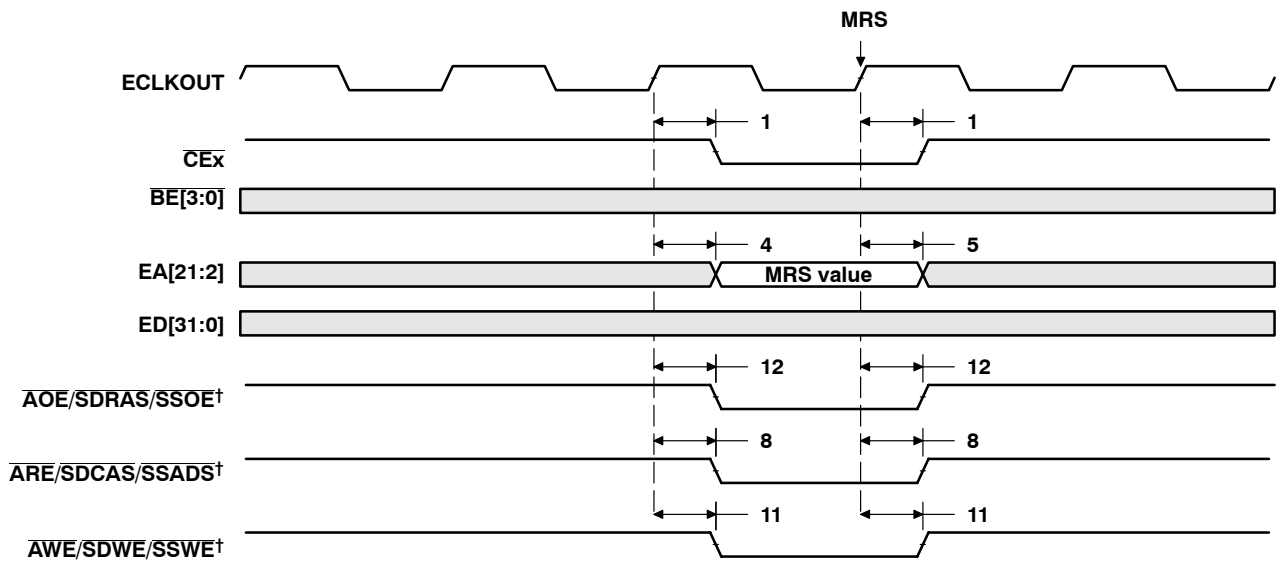 MRS
ECLKOUT
1 1
CEx
BE[3:0]
4 5
EA[21:2] MRS value
ED[31:0]
12 12
AOE/SDRAS/SSOE†
8 8
ARE/SDCAS/SSADS†
11 11
AWE/SDWE/SSWE†